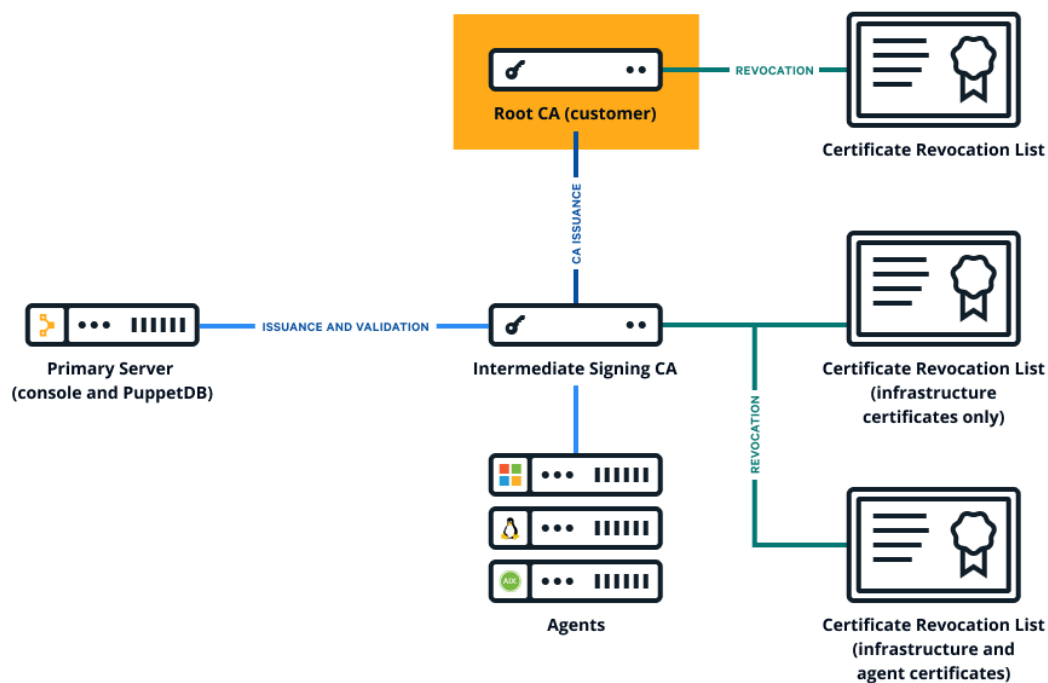 REVOCATION
Root CA (customer)
Certificate Revocation List
CA ISSUANCE
ISSUANCE AND VALIDATION
Primary Server
(console and PuppetDB)
Intermediate Signing CA
Certificate Revocation List
(infrastructure
certificates only)
REVOCATION
AIX
Agents
Certificate Revocation List
(infrastructure and
agent certificates)